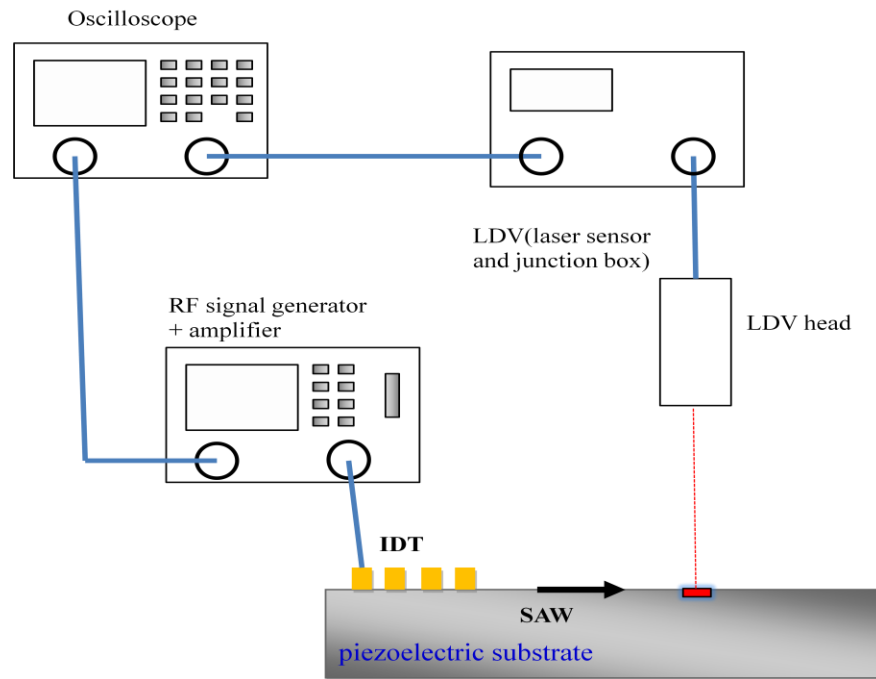 Oscilloscope
LDV(laser sensor
and junction box)
RF signal generator
+ amplifier
LDV head
IDT
SAW
piezoelectric substrate